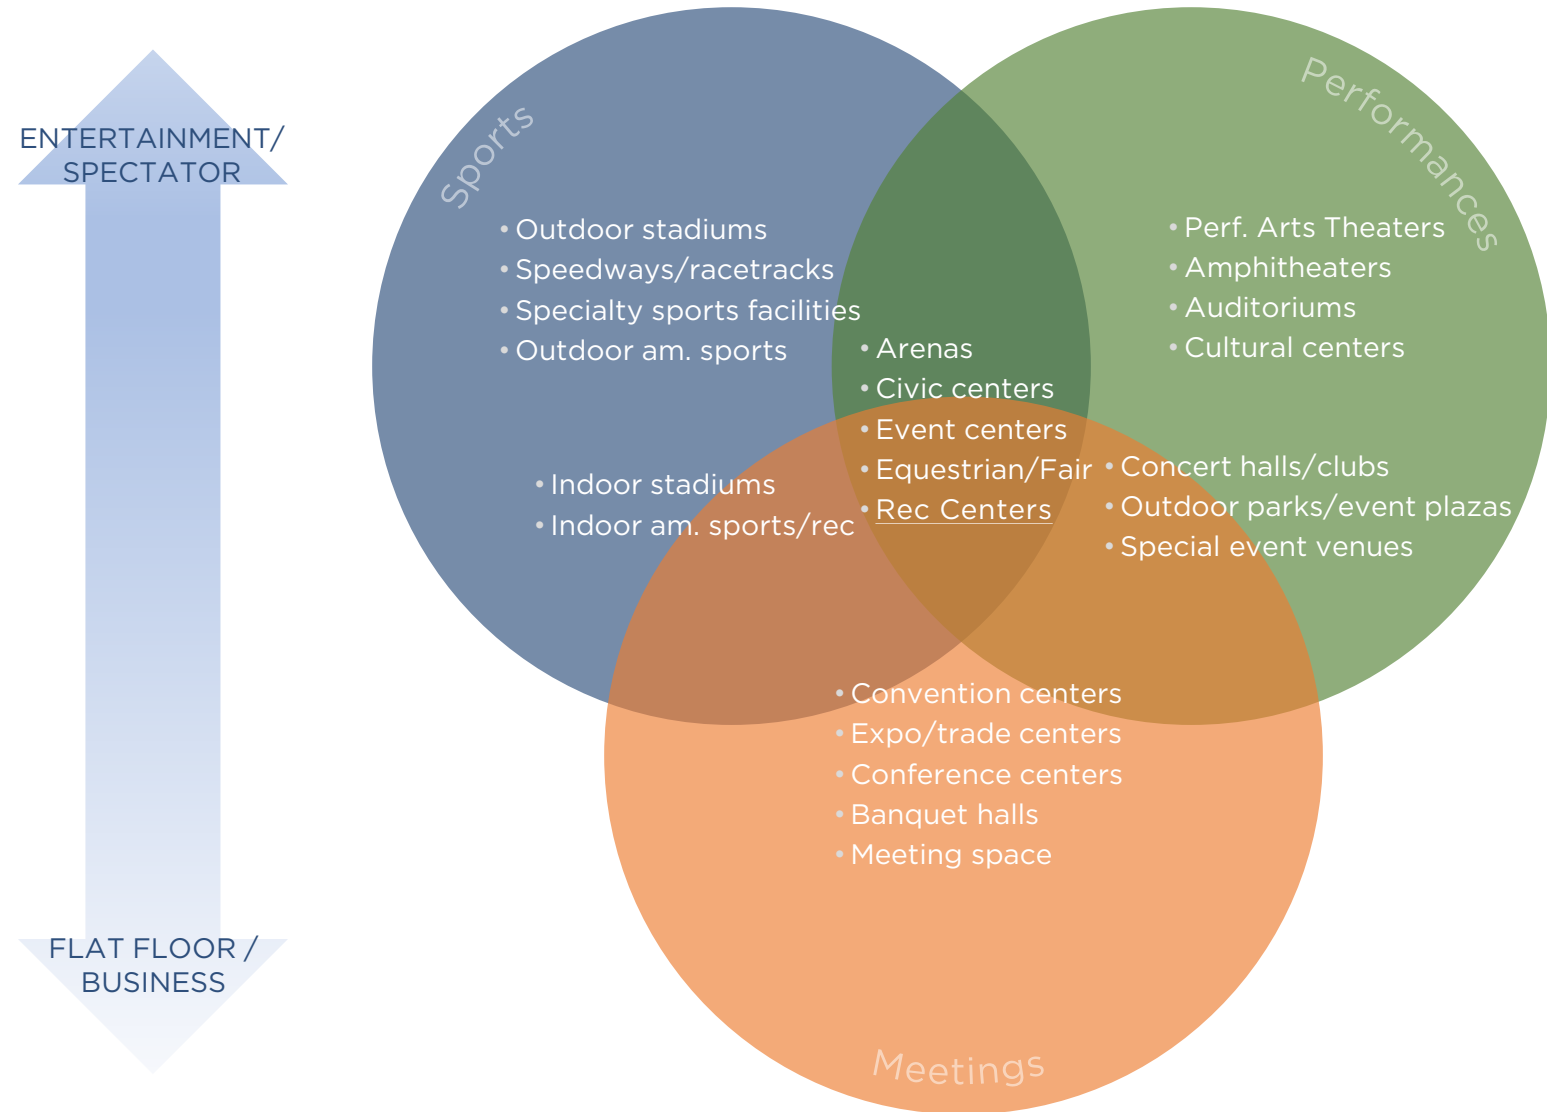 ENTERTAINMENT/
SPECTATOR
FLAT FLOOR /
BUSINESS
Sports
• Outdoor stadiums
• Speedways/racetracks
• Specialty sports facilities
• Outdoor am. sports
• Indoor stadiums
• Indoor am. sports/rec
• Arenas
• Civic centers
• Event centers
• Equestrian/Fair
• Rec Centers
Performances
• Perf. Arts Theaters
• Amphitheaters
• Auditoriums
• Cultural centers
• Concert halls/clubs
• Outdoor parks/event plazas
• Special event venues
• Convention centers
• Expo/trade centers
• Conference centers
• Banquet halls
• Meeting space
Meetings